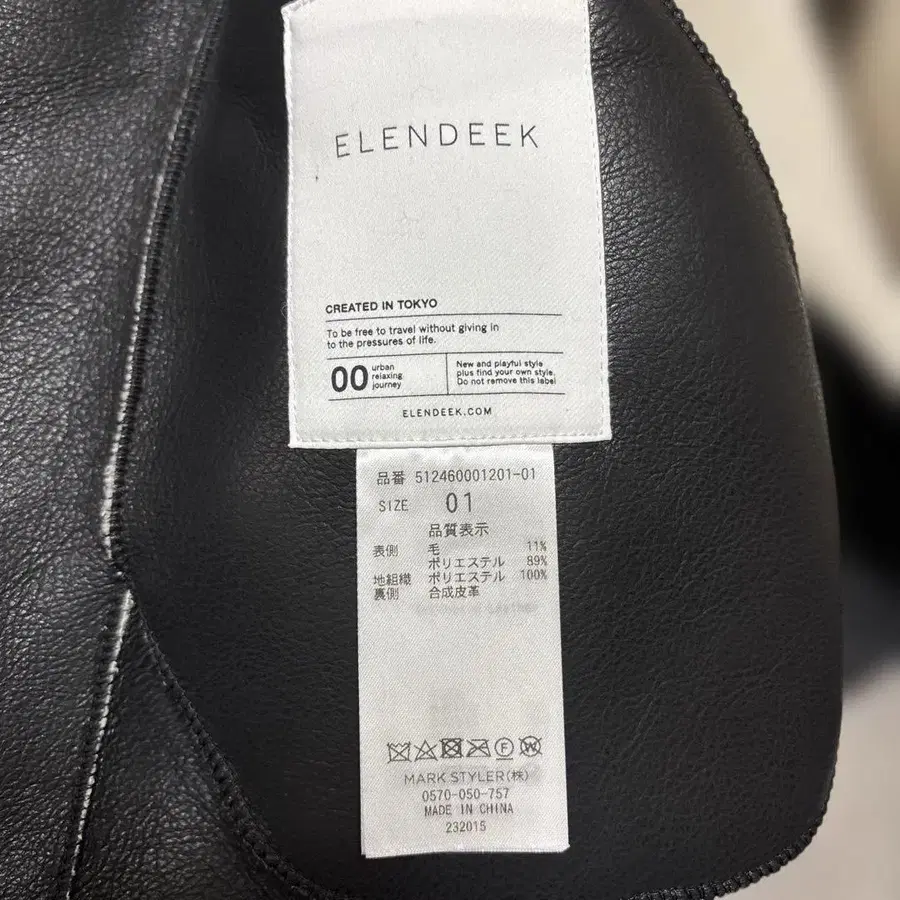 ELENDEEK
CREATED IN TOKYO
To be free to travel without giving in
to the pressures of life.
00
urban
relaxing
journey
New and playful style
plus find your own style.
Do not remove this label
ELENDEEK.COM
品番 512460001201-01
SIZE 01
品質表示
表側 毛 11%
ポリエステル 89%
地組織 ポリエステル 100%
裏側 合成皮革
F W
MARK STYLER(株)
0570-050-757
MADE IN CHINA
232015